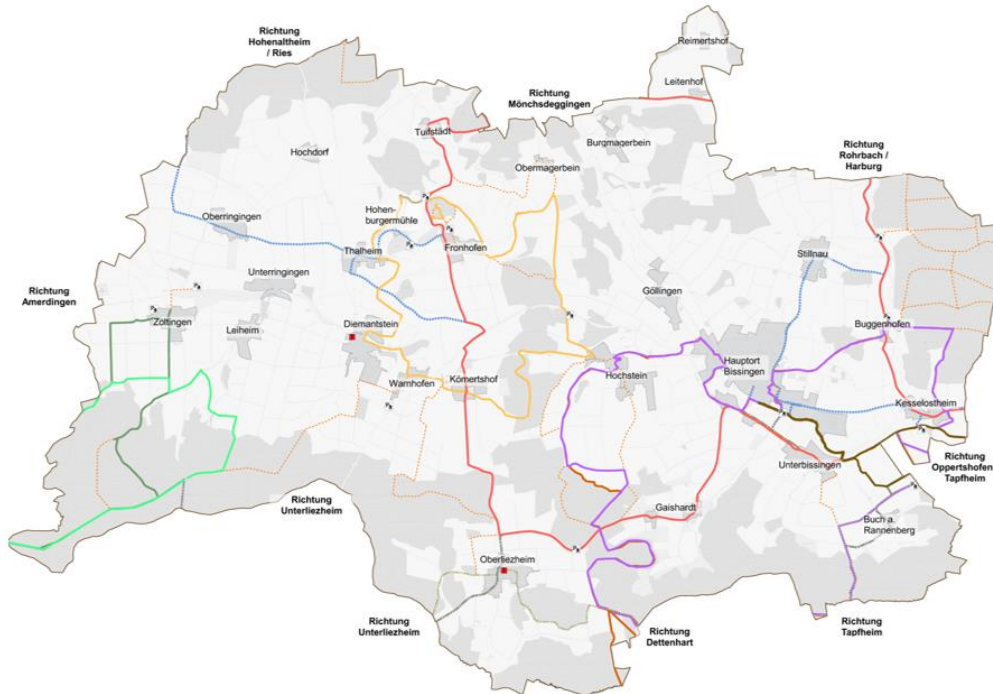 Reimertshof
Richtung
Hohenaltheim
/ Ries
Leitenhof
Richtung
Mönchsdeggingen
Tuifstädt
Burgmagerbein
Hochdorf
Obermagerbein
Richtung
Rohrbach /
Harburg
Oberringingen
Hohen-
burgermühle
Fronhofen
Thalheim
Stillnau
Unterringingen
Richtung
Amerdingen
Göllingen
Zoltingen
Leiheim
Diemantstein
Buggenhofen
Hauptort
Bissingen
Warnhofen
Kömertshof
Hochstein
Kesselostheim
Unterbissingen
Richtung
Oppertshofen
Tapfheim
Richtung
Unterliezheim
Gaishardt
Buch a.
Rannenberg
Oberliezheim
Richtung
Unterliezheim
Richtung
Dettenhart
Richtung
Tapfheim